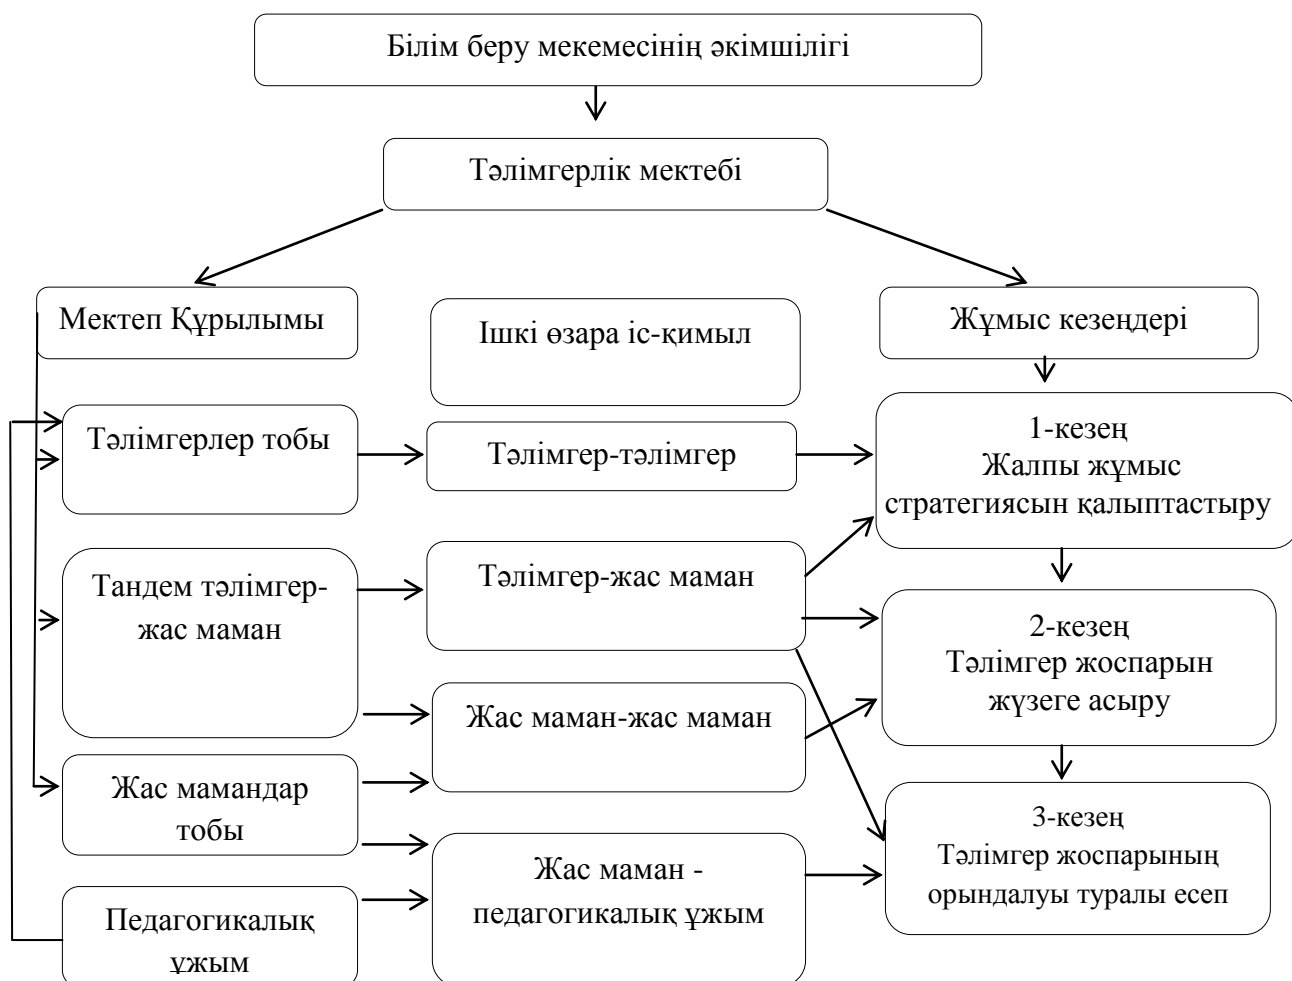 Білім беру мекемесінің әкімшілігі
Тәлімгерлік мектебі
Мектеп Құрылымы
Ішкі өзара іс-қимыл
Жұмыс кезеңдері
Тәлімгерлер тобы
Тәлімгер-тәлімгер
1-кезең
Жалпы жұмыс
стратегиясын қалыптастыру
Тандем тәлімгер-
жас маман
Тәлімгер-жас маман
2-кезең
Тәлімгер жоспарын
жүзеге асыру
Жас маман-жас маман
Жас мамандар
тобы
3-кезең
Тәлімгер жоспарының
орындалуы туралы есеп
Жас маман -
педагогикалық ұжым
Педагогикалық
ұжым